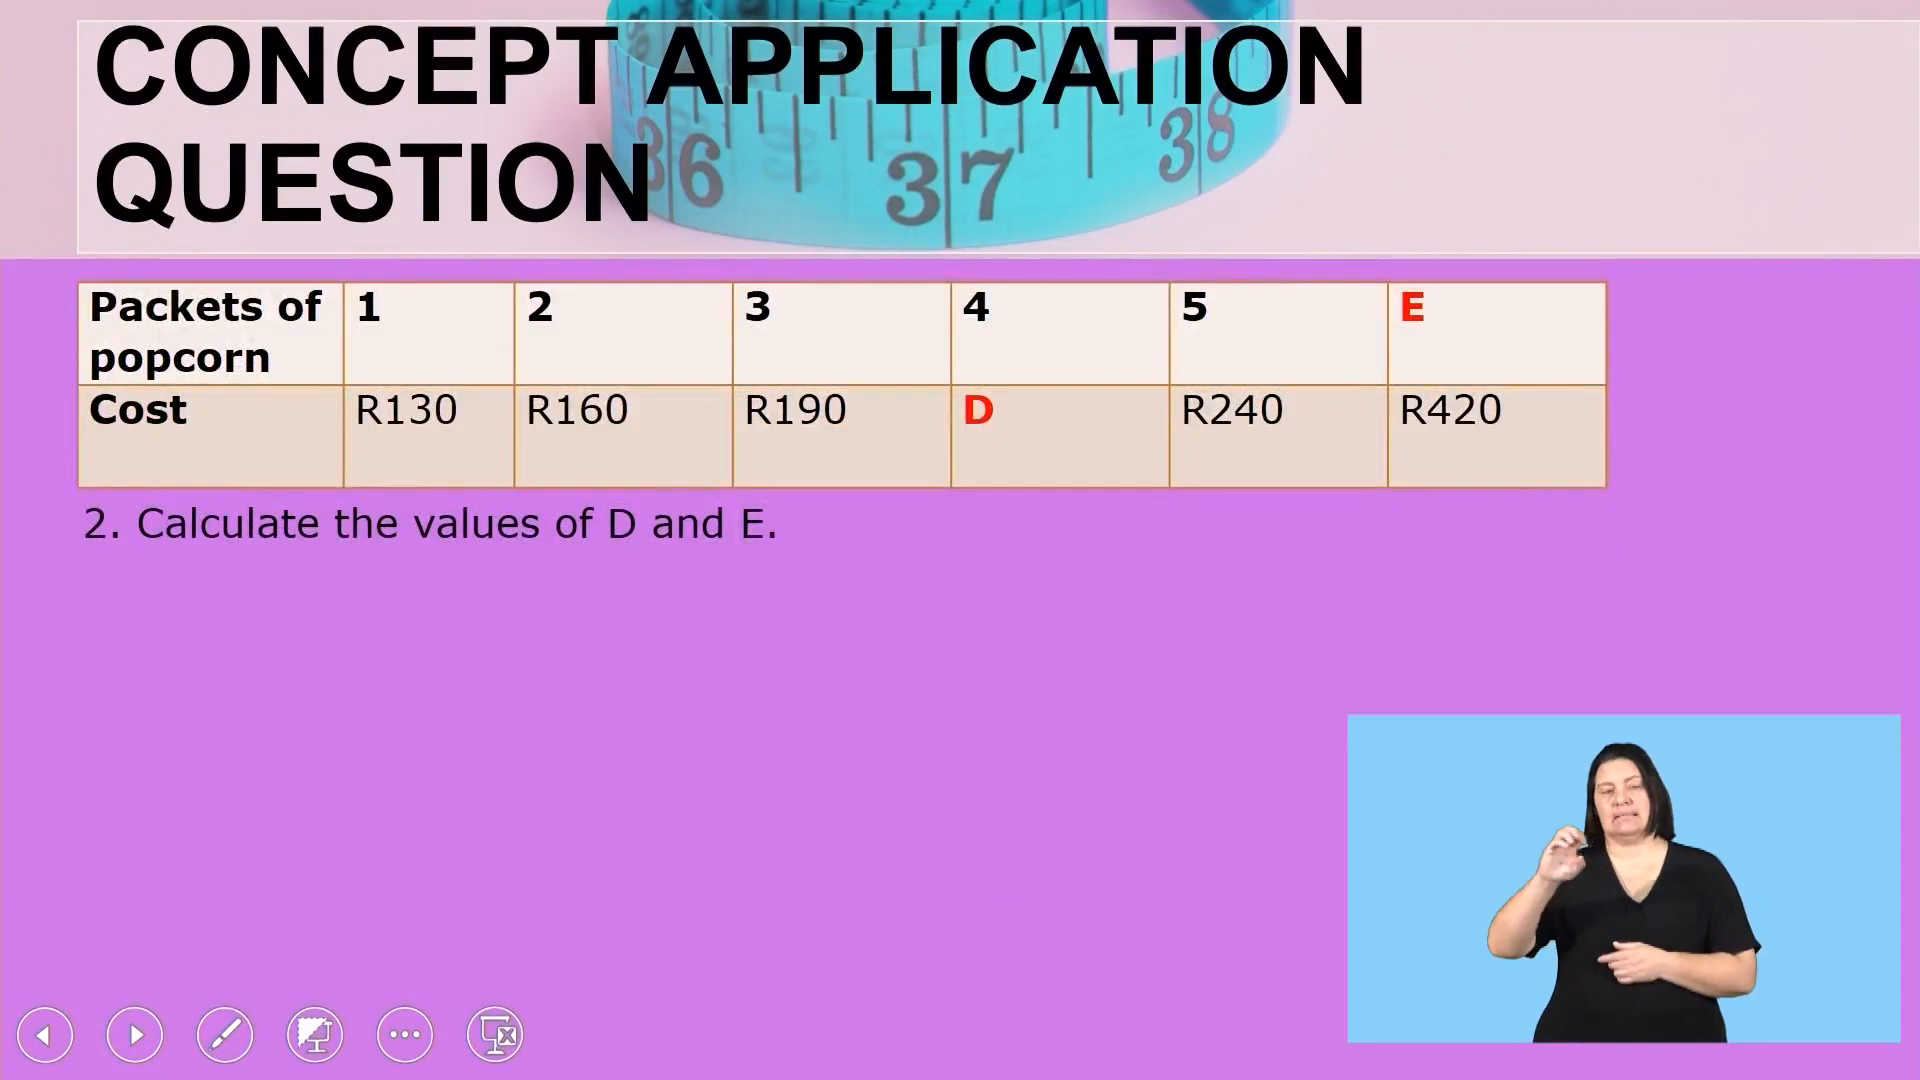 CONCEPT APPLICATION
QUESTION
36 37 38
Packets of popcorn 1 2 3 4 5 E
Cost R130 R160 R190 D R240 R420
2. Calculate the values of D and E.